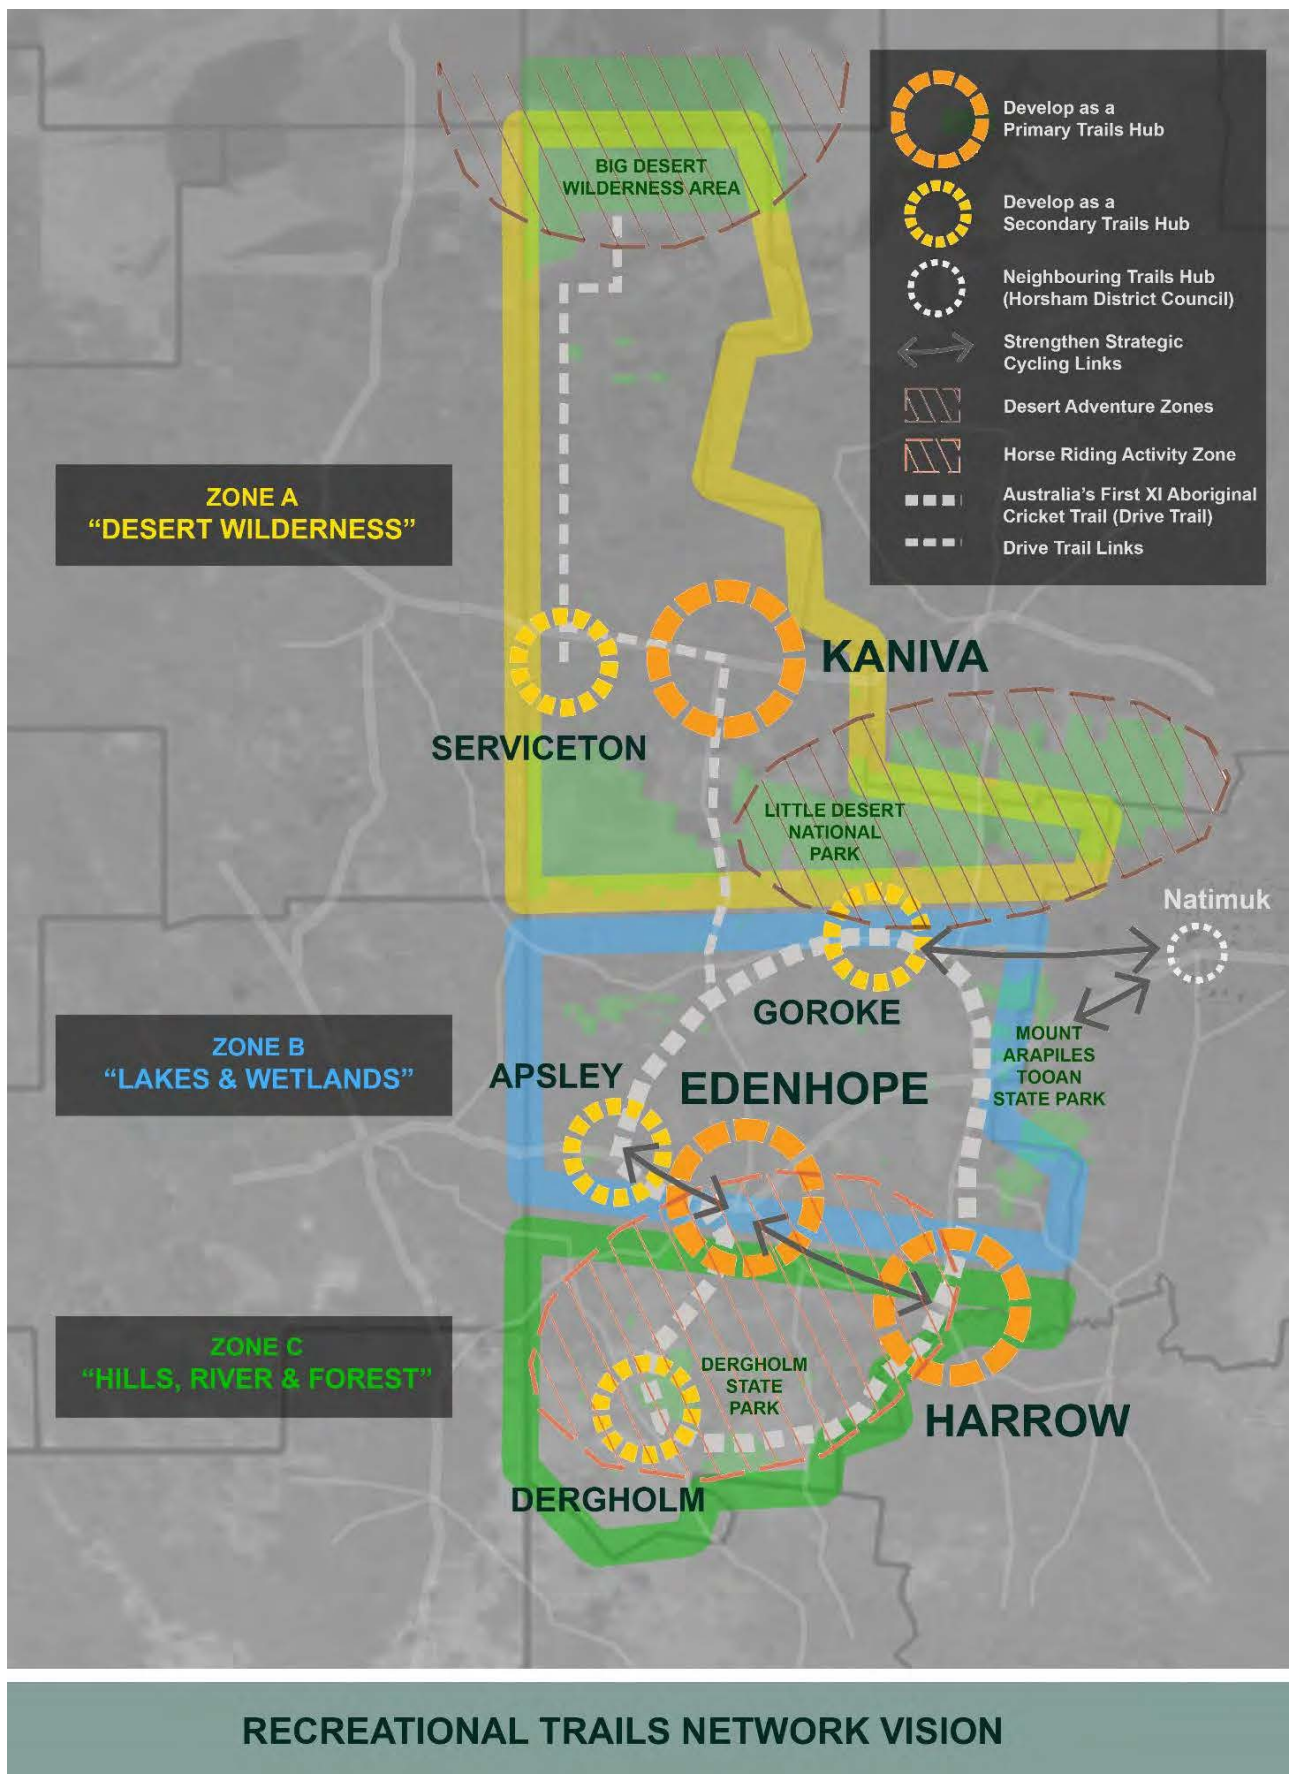 Develop as a
Primary Trails Hub
Develop as a
Secondary Trails Hub
Neighbouring Trails Hub
(Horsham District Council)
Strengthen Strategic
Cycling Links
Desert Adventure Zones
Horse Riding Activity Zone
Australia's First XI Aboriginal
Cricket Trail (Drive Trail)
Drive Trail Links
BIG DESERT
WILDERNESS AREA
ZONE A
“DESERT WILDERNESS”
KANIVA
SERVICETON
LITTLE DESERT
NATIONAL
PARK
Natimuk
GOROKE
ZONE B
“LAKES & WETLANDS”
MOUNT
ARAPILES
TOOAN
STATE PARK
APSLEY
EDENHOPE
ZONE C
“HILLS, RIVER & FOREST”
DERGHOLM
STATE
PARK
HARROW
DERGHOLM
RECREATIONAL TRAILS NETWORK VISION